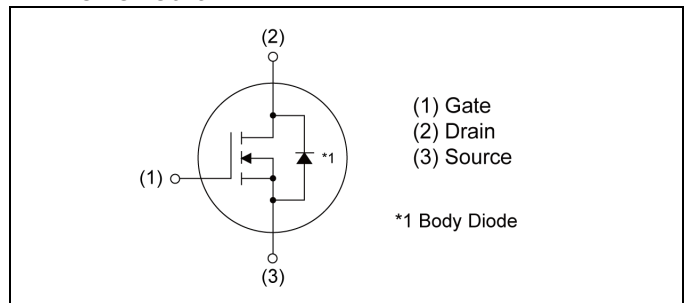 (2)
(1) Gate
(2) Drain
(3) Source
*1
(1)
*1 Body Diode
(3)